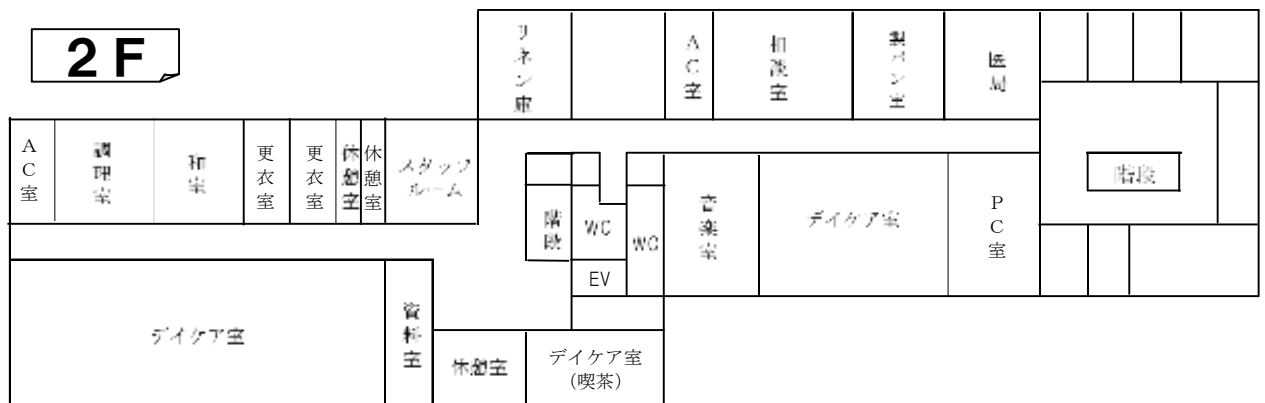 2F
リネン庫
AC室
相談室
製パン室
医局
AC室
調理室
和室
更衣室
更衣室
休憩室
休憩室
スタッフ
ルーム
階段
WC
WC
EV
音楽室
デイケア室
PC室
階段
デイケア室
資料室
休憩室
デイケア室
（喫茶）